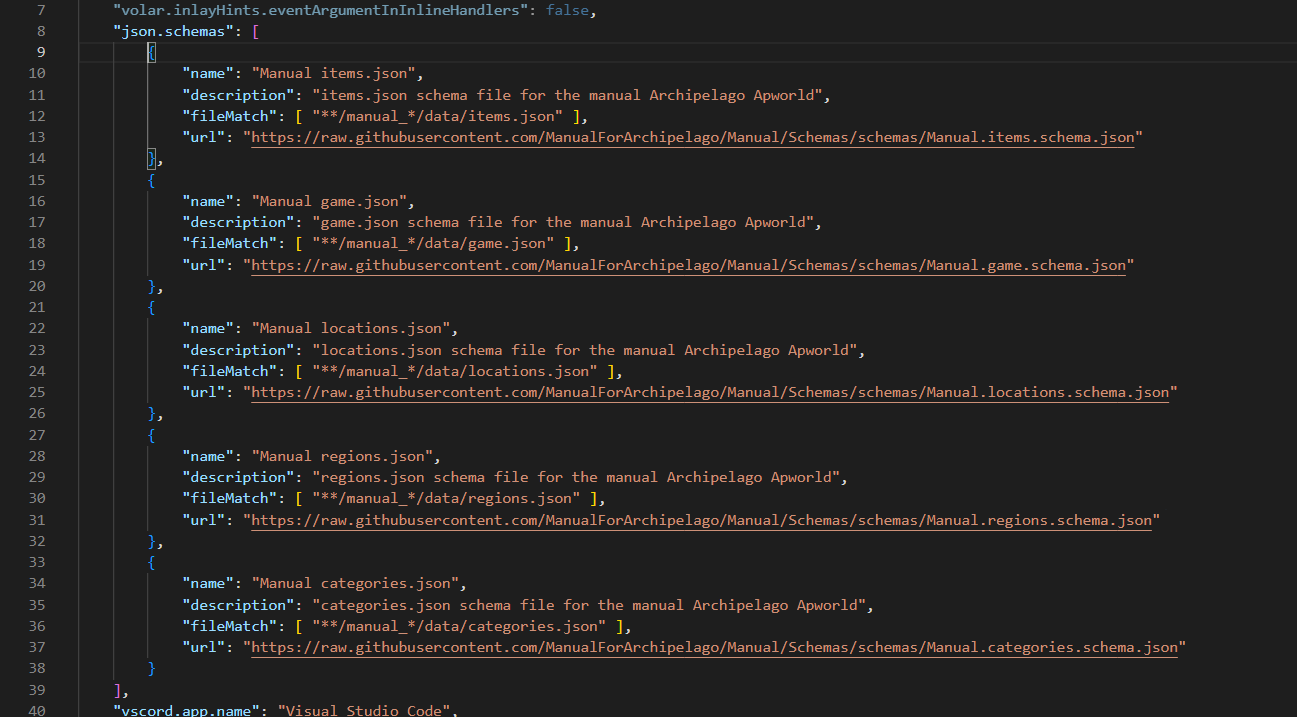 7 "volar.inlayHints.eventArgumentInInlineHandlers": false,
8 "json.schemas": [
9 {
10 "name": "Manual items.json",
11 "description": "items.json schema file for the manual Archipelago Apworld",
12 "fileMatch": [ "**/manual_*/data/items.json" ],
13 "url": "https://raw.githubusercontent.com/ManualForArchipelago/Manual/Schemas/schemas/Manual.items.schema.json"
14 },
15 {
16 "name": "Manual game.json",
17 "description": "game.json schema file for the manual Archipelago Apworld",
18 "fileMatch": [ "**/manual_*/data/game.json" ],
19 "url": "https://raw.githubusercontent.com/ManualForArchipelago/Manual/Schemas/schemas/Manual.game.schema.json"
20 },
21 {
22 "name": "Manual locations.json",
23 "description": "locations.json schema file for the manual Archipelago Apworld",
24 "fileMatch": [ "**/manual_*/data/locations.json" ],
25 "url": "https://raw.githubusercontent.com/ManualForArchipelago/Manual/Schemas/schemas/Manual.locations.schema.json"
26 },
27 {
28 "name": "Manual regions.json",
29 "description": "regions.json schema file for the manual Archipelago Apworld",
30 "fileMatch": [ "**/manual_*/data/regions.json" ],
31 "url": "https://raw.githubusercontent.com/ManualForArchipelago/Manual/Schemas/schemas/Manual.regions.schema.json"
32 },
33 {
34 "name": "Manual categories.json",
35 "description": "categories.json schema file for the manual Archipelago Apworld",
36 "fileMatch": [ "**/manual_*/data/categories.json" ],
37 "url": "https://raw.githubusercontent.com/ManualForArchipelago/Manual/Schemas/schemas/Manual.categories.schema.json"
38 }
39 ],
40 "vscord.app.name": "Visual Studio Code",